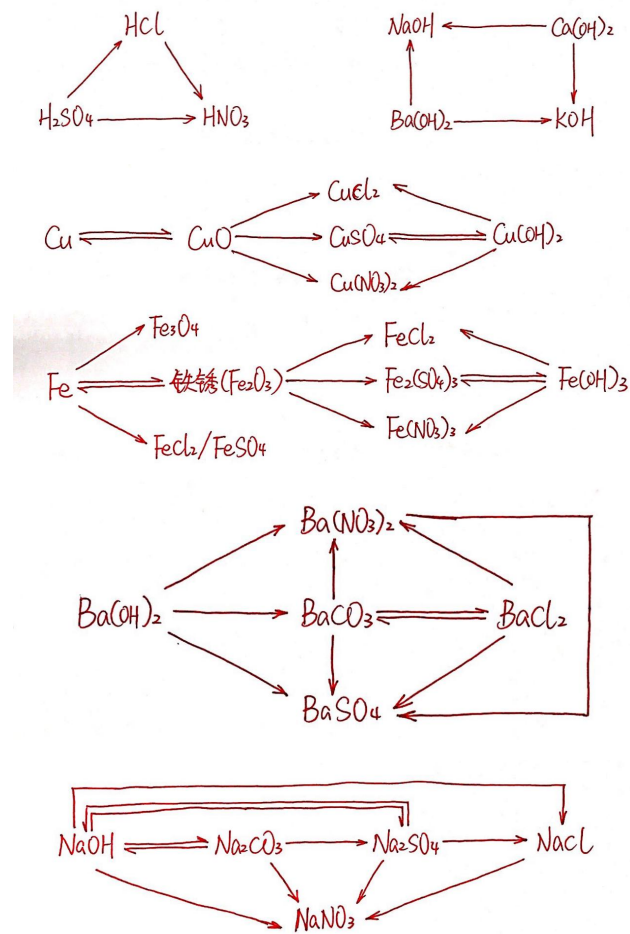 HCl
H₂SO₄ HNO₃
NaOH Ca(OH)₂
Ba(OH)₂ KOH
CuCl₂
Cu CuO CuSO₄ Cu(OH)₂
Cu(NO₃)₂
Fe₃O₄ FeCl₂
Fe 铁锈(Fe₂O₃) Fe₂(SO₄)₃ Fe(OH)₃
Fe(NO₃)₃
FeCl₂/FeSO₄
Ba(NO₃)₂
Ba(OH)₂ BaCO₃ BaCl₂
BaSO₄
NaOH Na₂CO₃ Na₂SO₄ NaCl
NaNO₃